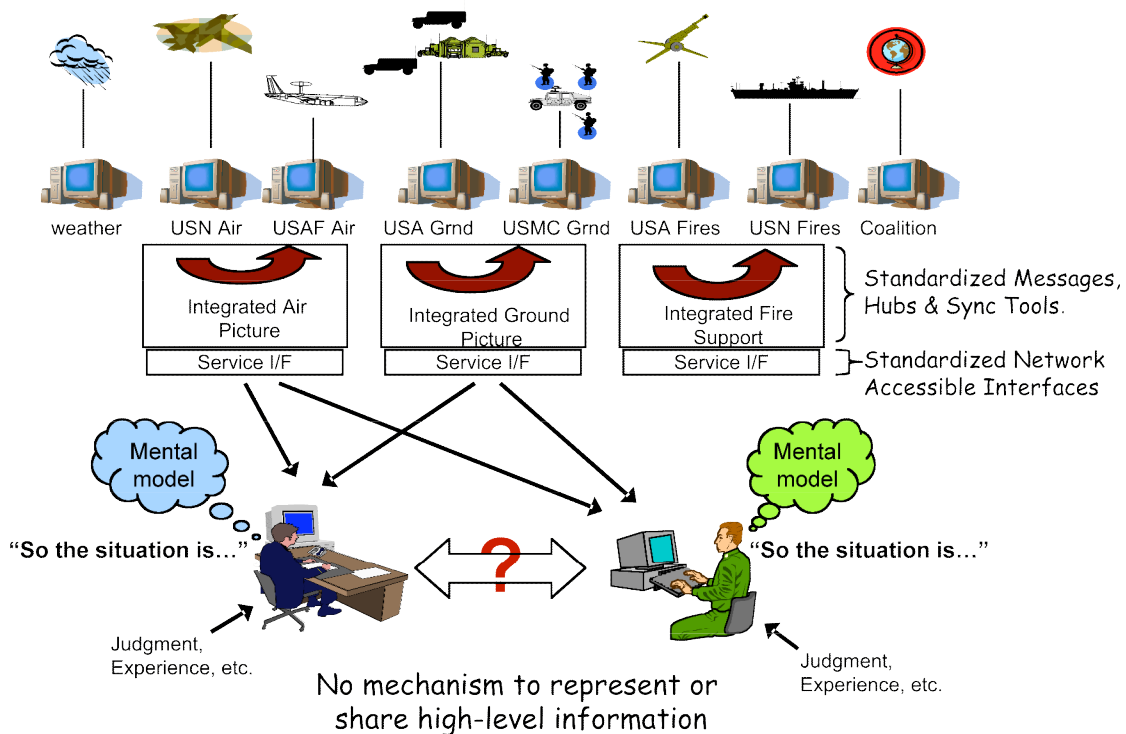 weather
USN Air
USAF Air
USA Grnd
USMC Grnd
USA Fires
USN Fires
Coalition
Integrated Air
Picture
Integrated Ground
Picture
Integrated Fire
Support
Standardized Messages,
Hubs & Sync Tools.
Service I/F
Service I/F
Service I/F
Standardized Network
Accessible Interfaces
Mental
model
Mental
model
“So the situation is…”
?
“So the situation is…”
Judgment,
Experience, etc.
Judgment,
Experience, etc.
No mechanism to represent or
share high-level information